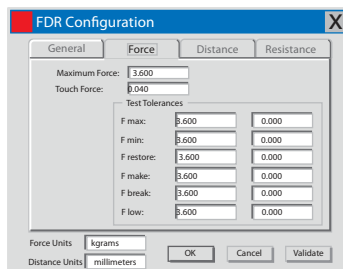 FDR Configuration X
General Force Distance Resistance
Maximum Force: 3.600
Touch Force: 0.040
Test Tolerances
F max: 3.600 0.000
F min: 3.600 0.000
F restore: 3.600 0.000
F make: 3.600 0.000
F break: 3.600 0.000
F low: 3.600 0.000
Force Units kgrams
Distance Units millimeters
OK Cancel Validate